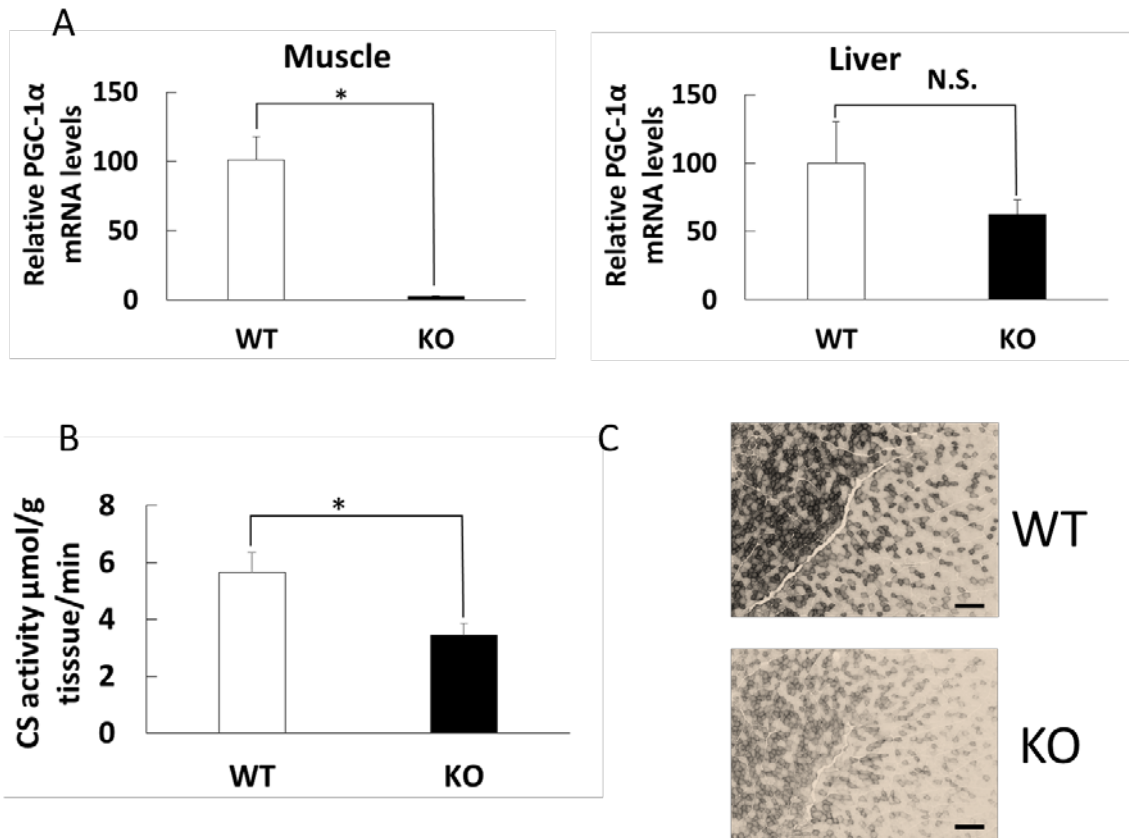 A
Muscle
*
Relative PGC-1α
mRNA levels
150
100
50
0
WT
KO
Liver
N.S.
Relative PGC-1α
mRNA levels
150
100
50
0
WT
KO
B
*
CS activity μmol/g
tisssue/min
8
6
4
2
0
WT
KO
C
WT
KO